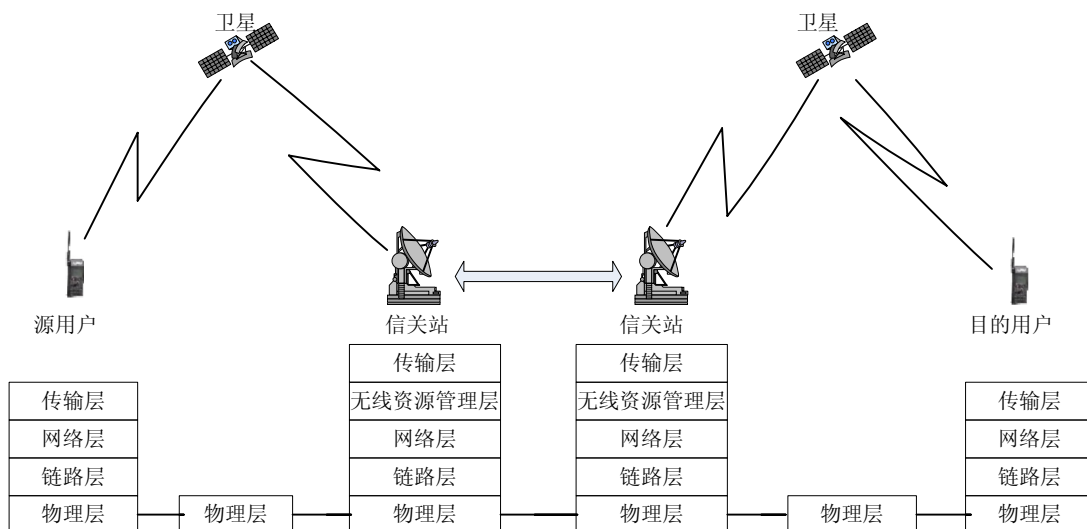 卫星
卫星
源用户
信关站
信关站
目的用户
传输层
网络层
链路层
物理层
物理层
传输层
无线资源管理层
网络层
链路层
物理层
传输层
无线资源管理层
网络层
链路层
物理层
物理层
传输层
网络层
链路层
物理层